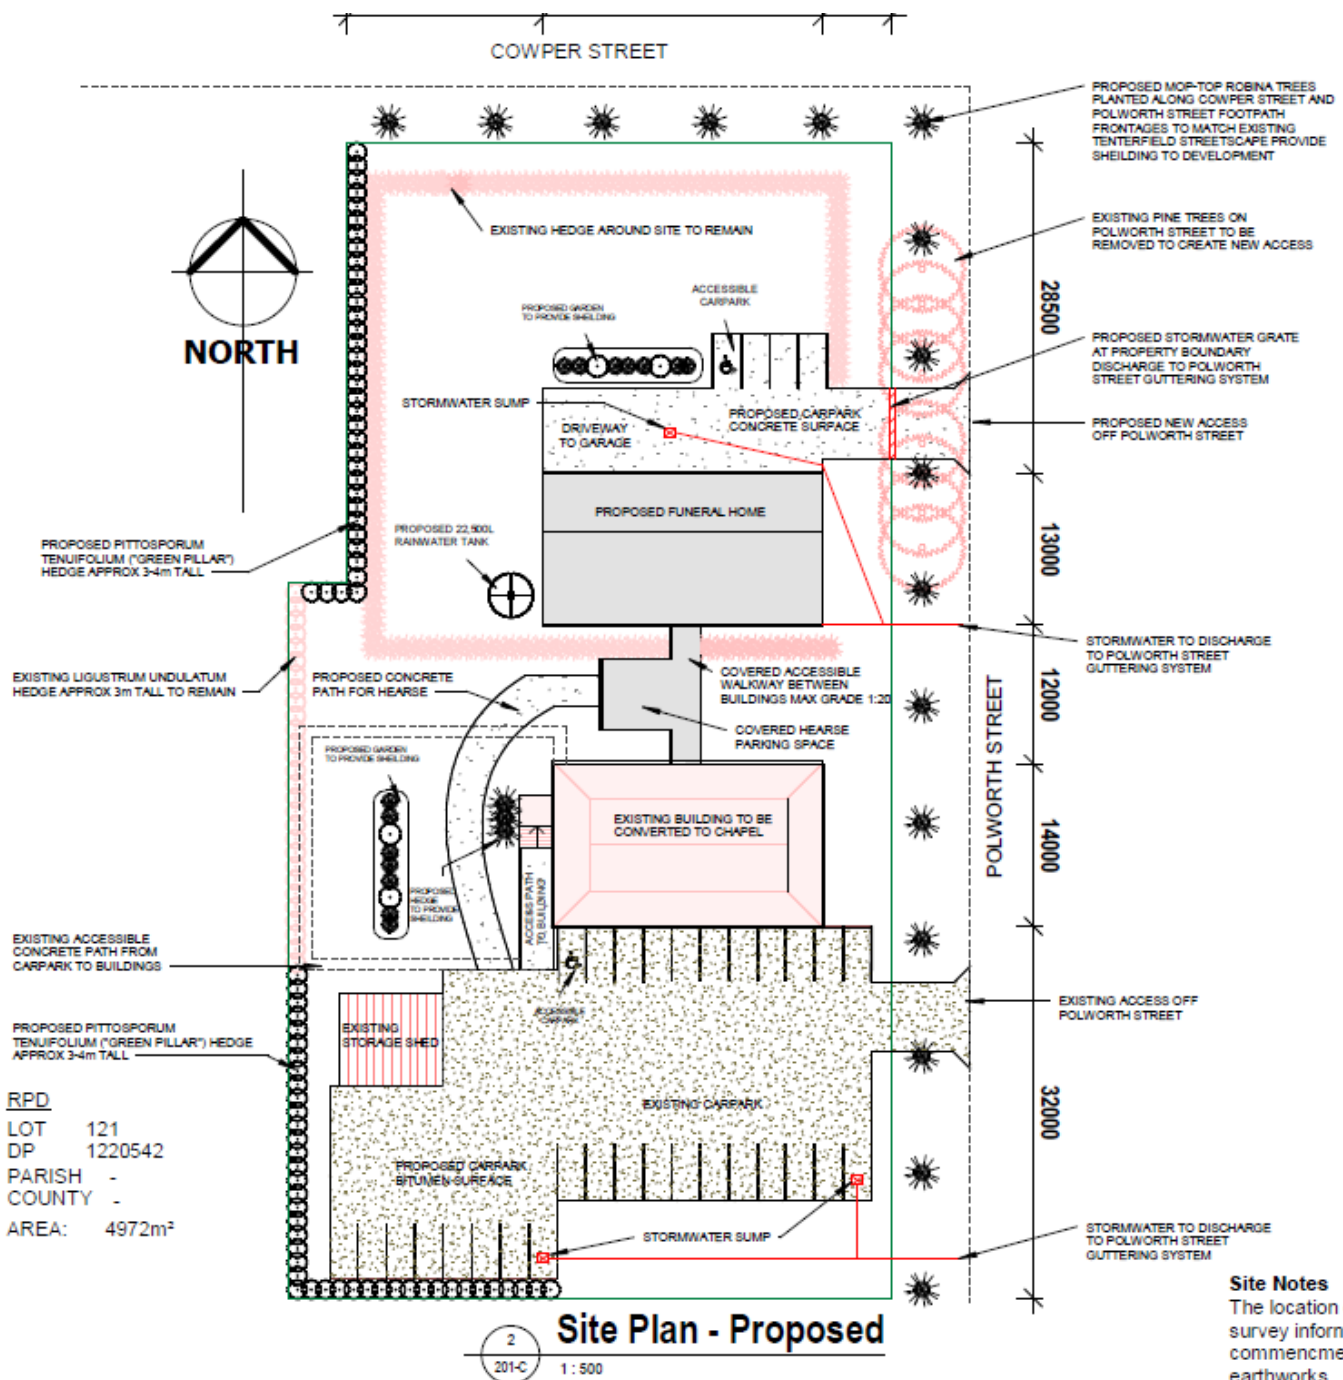 COWPER STREET
PROPOSED MOP-TOP ROBINA TREES
PLANTED ALONG COWPER STREET AND
POLWORTH STREET FOOTPATH
FRONTAGES TO MATCH EXISTING
TENTERFIELD STREETSCAPE PROVIDE
SHEILDING TO DEVELOPMENT
EXISTING HEDGE AROUND SITE TO REMAIN
EXISTING PINE TREES ON
POLWORTH STREET TO BE
REMOVED TO CREATE NEW ACCESS
NORTH
28500
ACCESSIBLE
CARPARK
PROPOSED GARDEN
TO PROVIDE SHEILDING
PROPOSED STORMWATER GRATE
AT PROPERTY BOUNDARY
DISCHARGE TO POLWORTH
STREET GUTTERING SYSTEM
STORMWATER SUMP
DRIVEWAY
TO GARAGE
PROPOSED CARPARK
CONCRETE SURFACE
PROPOSED NEW ACCESS
OFF POLWORTH STREET
PROPOSED FUNERAL HOME
PROPOSED 22,500L
RAINWATER TANK
13000
PROPOSED PITTOSPORUM
TENUIFOLIUM ("GREEN PILLAR")
HEDGE APPROX 3-4m TALL
STORMWATER TO DISCHARGE
TO POLWORTH STREET
GUTTERING SYSTEM
EXISTING LIGUSTRUM UNDULATUM
HEDGE APPROX 3m TALL TO REMAIN
PROPOSED CONCRETE
PATH FOR HEARSE
COVERED ACCESSIBLE
WALKWAY BETWEEN
BUILDINGS MAX GRADE 1:20
12000
COVERED HEARSE
PARKING SPACE
POLWORTH STREET
PROPOSED GARDEN
TO PROVIDE SHEILDING
EXISTING BUILDING TO BE
CONVERTED TO CHAPEL
14000
PROPOSED
HEDGE
TO PROVIDE
SHEILDING
ACCESS PATH
TO BUILDING
EXISTING ACCESSIBLE
CONCRETE PATH FROM
CARPARK TO BUILDINGS
ACCESSIBLE
CARPARK
EXISTING ACCESS OFF
POLWORTH STREET
PROPOSED PITTOSPORUM
TENUIFOLIUM ("GREEN PILLAR") HEDGE
APPROX 3-4m TALL
EXISTING
STORAGE SHED
EXISTING CARPARK
32000
RPD
LOT 121
DP 1220542
PARISH -
COUNTY -
AREA: 4972m²
PROPOSED CARPARK
BITUMEN SURFACE
STORMWATER SUMP
STORMWATER TO DISCHARGE
TO POLWORTH STREET
GUTTERING SYSTEM
2
201-C
Site Plan - Proposed
1 : 500
Site Notes
The location
survey inforn
commencme
earthworks